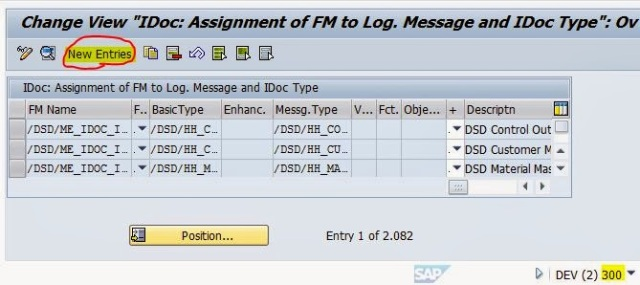 Change View "IDoc: Assignment of FM to Log. Message and IDoc Type": Ov
New Entries
IDoc: Assignment of FM to Log. Message and IDoc Type
FM Name F.. BasicType Enhanc. Messg.Type V... Fct. Obje... + Descriptn
/DSD/ME_IDOC_I... . /DSD/HH_C... /DSD/HH_CO... . DSD Control Out
/DSD/ME_IDOC_I... . /DSD/HH_C... /DSD/HH_CU... . DSD Customer M
/DSD/ME_IDOC_I... . /DSD/HH_M... /DSD/HH_MA... . DSD Material Mas
Position... Entry 1 of 2.082
SAP DEV (2) 300